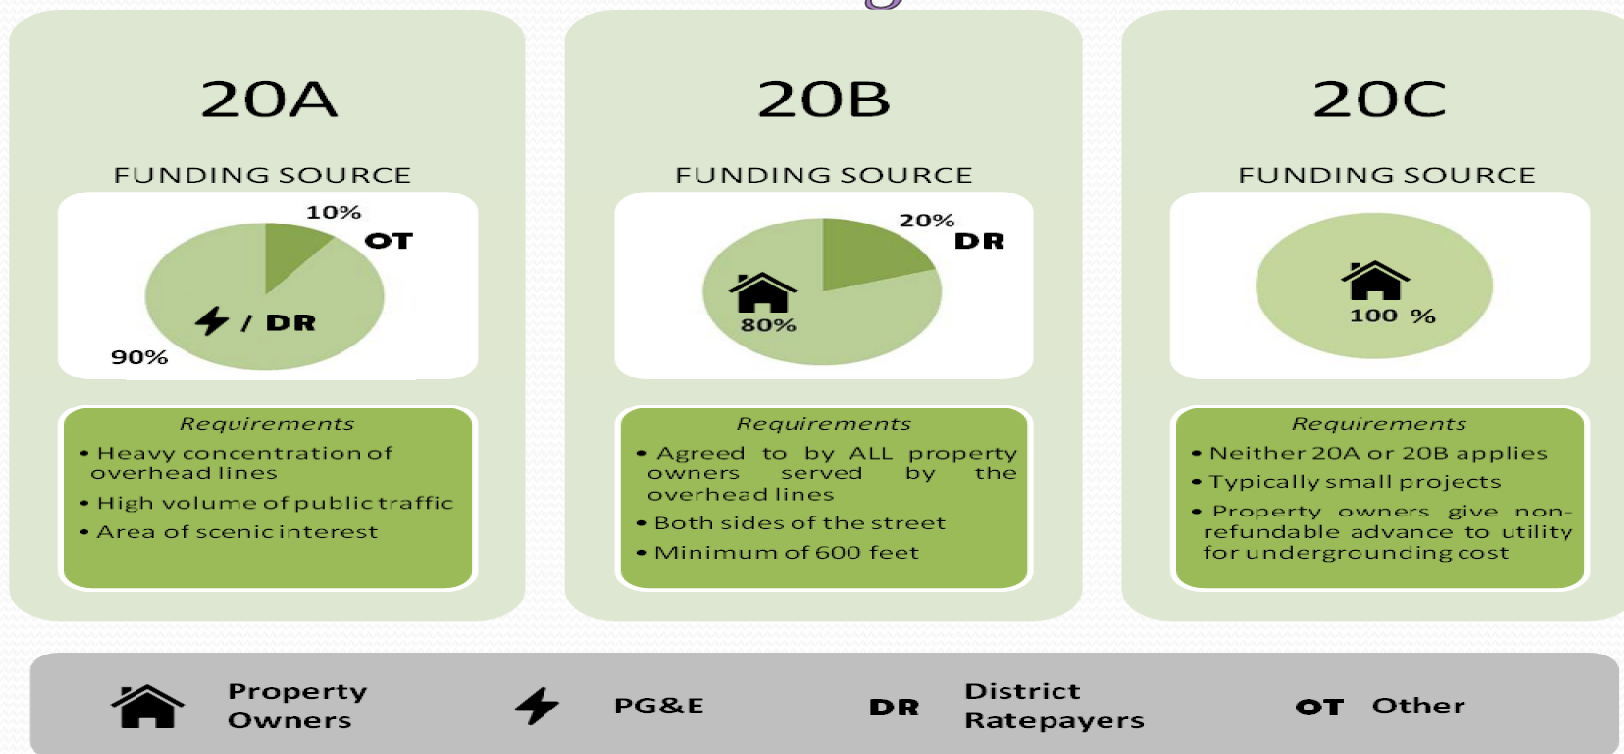 20A
FUNDING SOURCE
10%
OT
/ DR
90%
Requirements
• Heavy concentration of
overhead lines
• High volume of public traffic
• Area of scenic interest
20B
FUNDING SOURCE
20%
DR
80%
Requirements
• Agreed to by ALL property
owners served by the
overhead lines
• Both sides of the street
• Minimum of 600 feet
20C
FUNDING SOURCE
100 %
Requirements
• Neither 20A or 20B applies
• Typically small projects
• Property owners give non-
refundable advance to utility
for undergrounding cost
Property
Owners
PG&E
DR
District
Ratepayers
OT Other